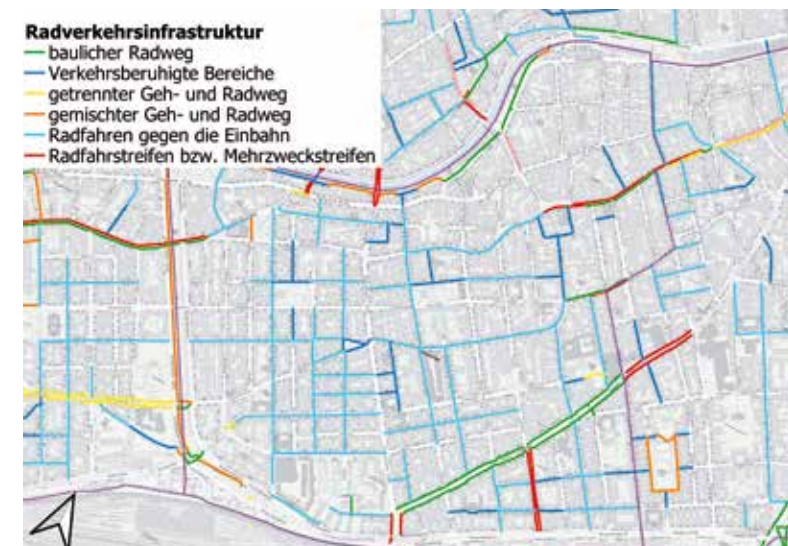 Radverkehrsinfrastruktur
baulicher Radweg
Verkehrsberuhigte Bereiche
getrennter Geh- und Radweg
gemischter Geh- und Radweg
Radfahren gegen die Einbahn
Radfahrstreifen bzw. Mehrzweckstreifen